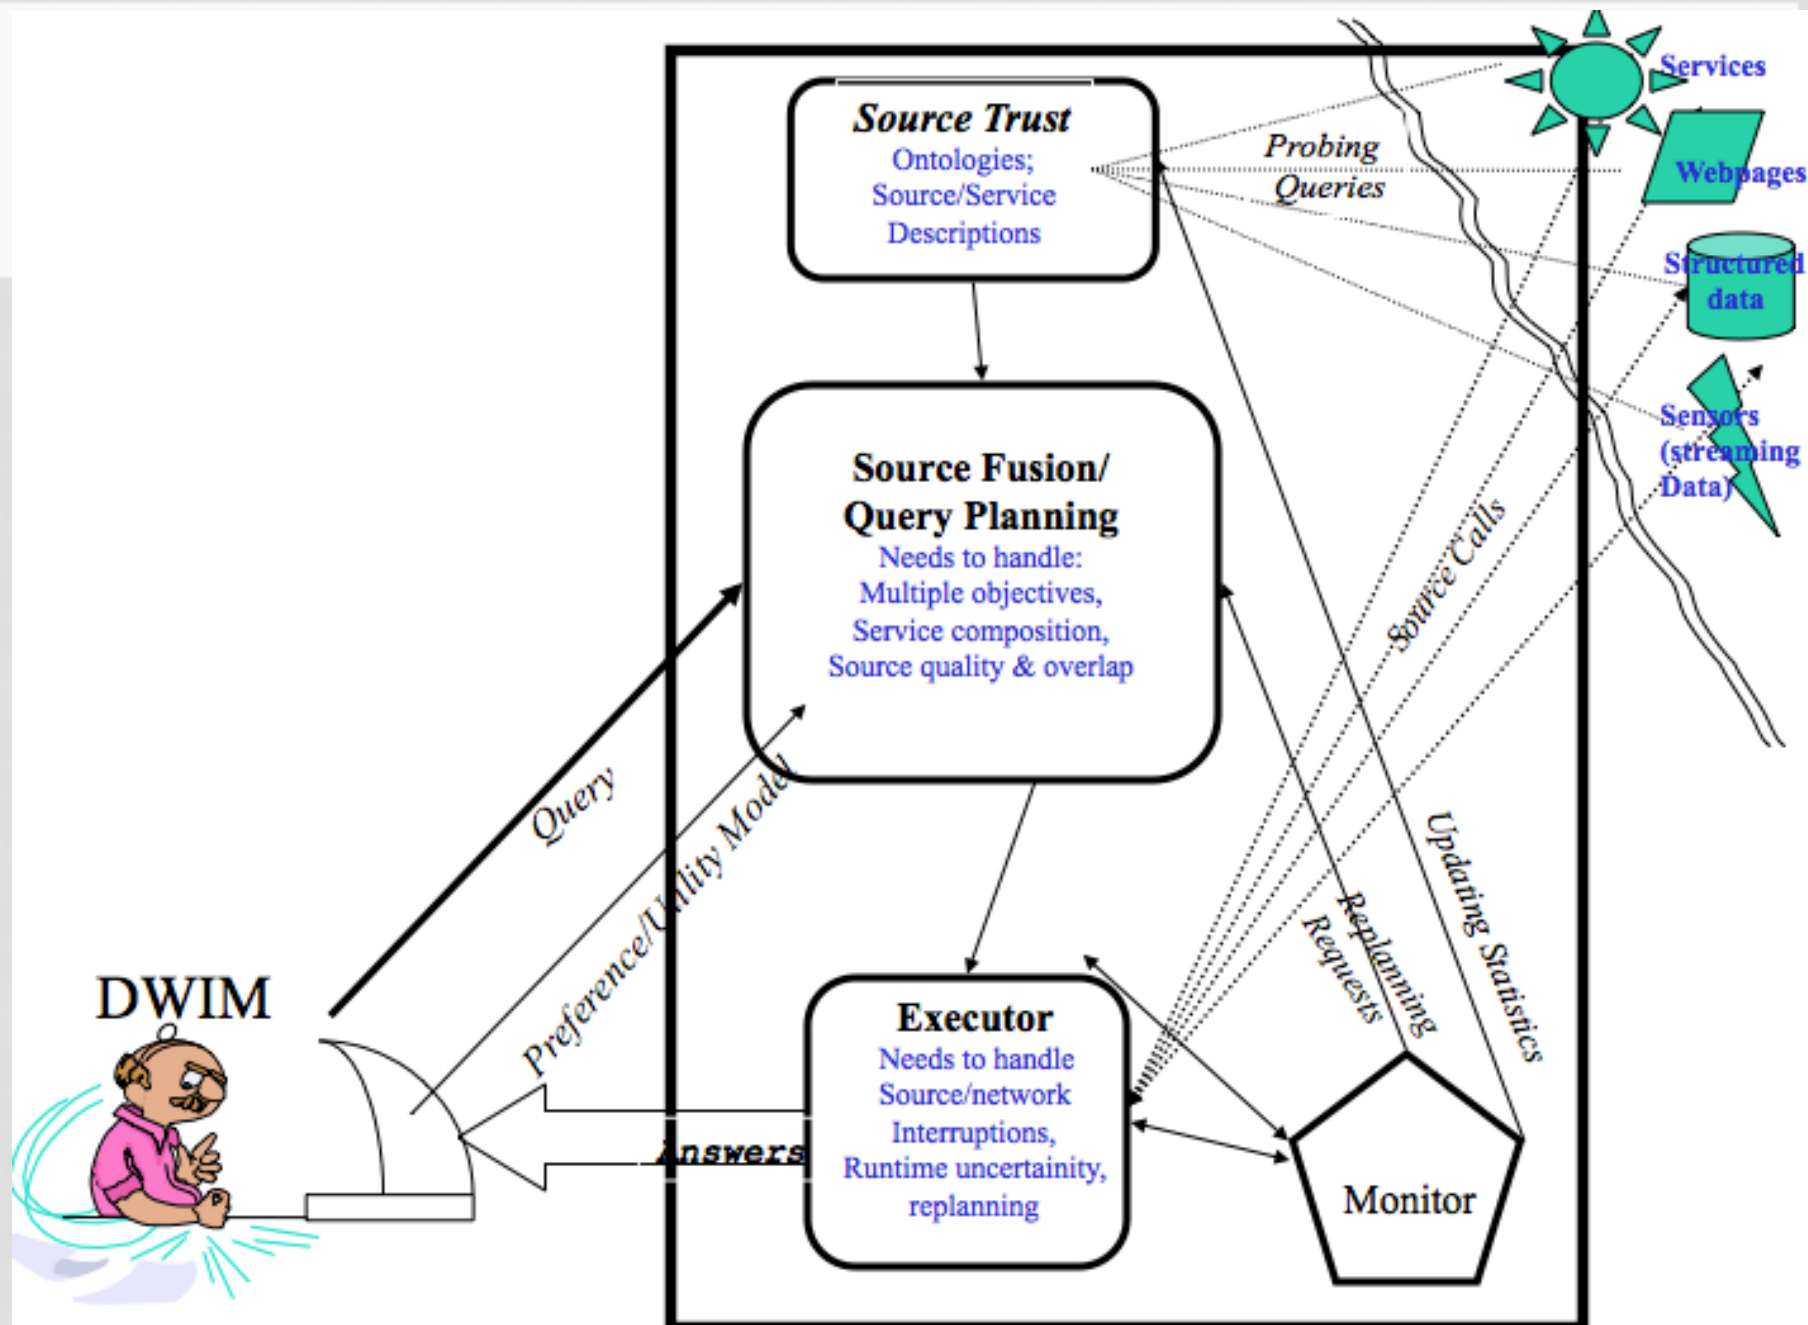 Services
Source Trust
Ontologies;
Source/Service
Descriptions
Probing
Queries
Webpages
Structured
data
Sensors
(streaming
Data)
Source Fusion/
Query Planning
Needs to handle:
Multiple objectives,
Service composition,
Source quality & overlap
Source Calls
Query
Preference/Utility Model
Updating Statistics
Replanning
Requests
DWIM
Executor
Needs to handle
Source/network
Interruptions,
Runtime uncertainity,
replanning
Answers
Monitor